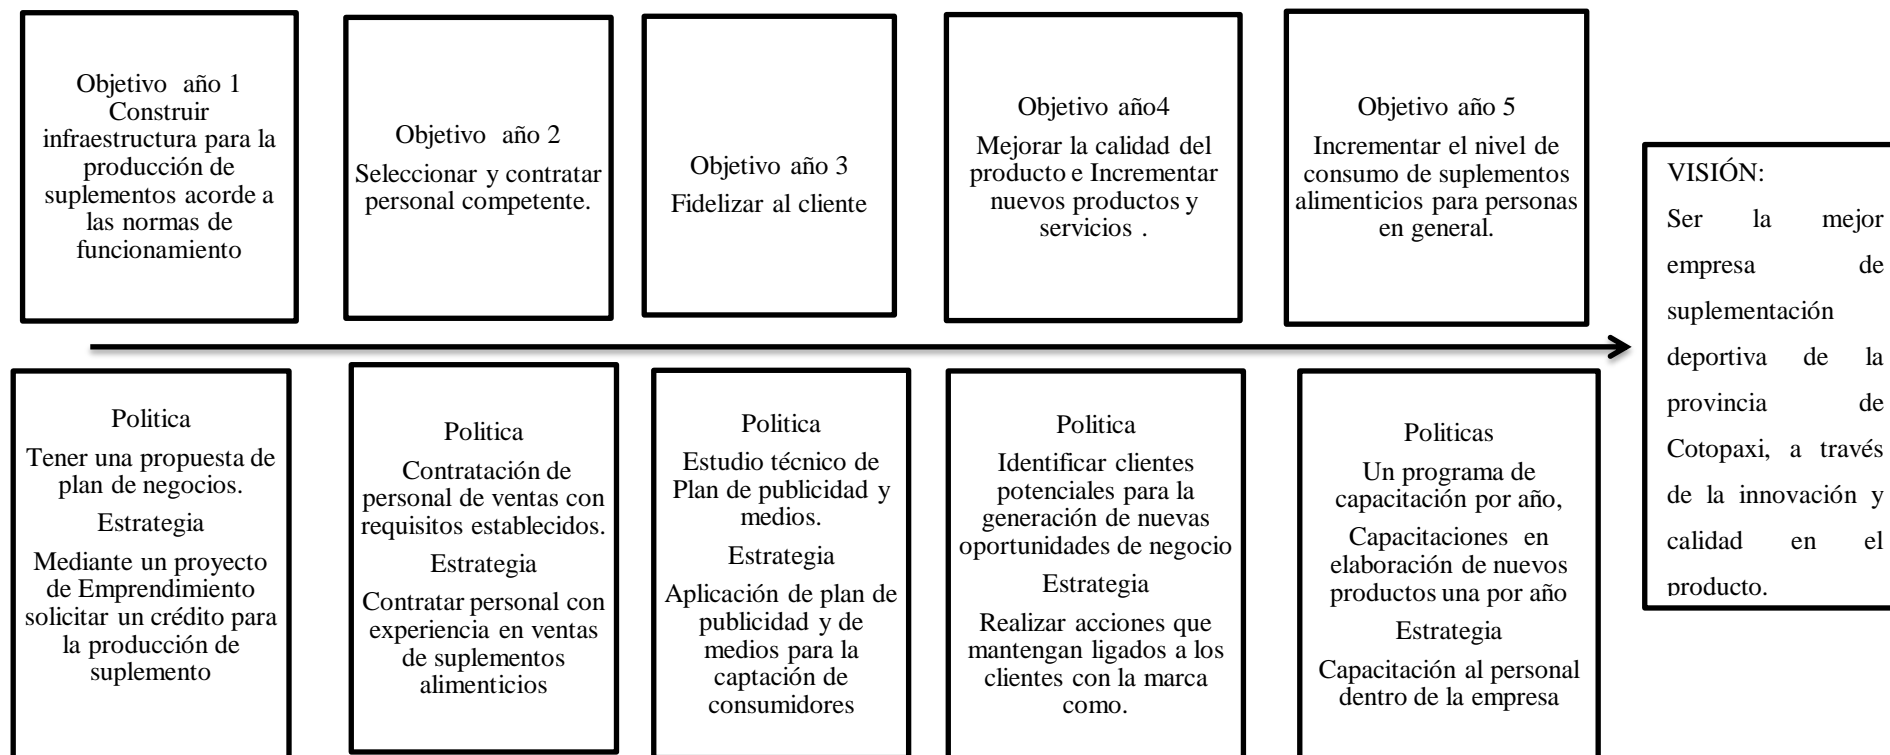 Objetivo año 1
Construir
infraestructura para la
producción de
suplementos acorde a
las normas de
funcionamiento
Objetivo año 2
Seleccionar y contratar
personal competente.
Objetivo año 3
Fidelizar al cliente
Objetivo año4
Mejorar la calidad del
producto e Incrementar
nuevos productos y
servicios .
Objetivo año 5
Incrementar el nivel de
consumo de suplementos
alimenticios para personas
en general.
VISIÓN:
Ser la mejor
empresa de
suplementación
deportiva de la
provincia de
Cotopaxi, a través
de la innovación y
calidad en el
producto.
Politica
Tener una propuesta de
plan de negocios.
Estrategia
Mediante un proyecto
de Emprendimiento
solicitar un crédito para
la producción de
suplemento
Politica
Contratación de
personal de ventas con
requisitos establecidos.
Estrategia
Contratar personal con
experiencia en ventas
de suplementos
alimenticios
Politica
Estudio técnico de
Plan de publicidad y
medios.
Estrategia
Aplicación de plan de
publicidad y de
medios para la
captación de
consumidores
Politica
Identificar clientes
potenciales para la
generación de nuevas
oportunidades de negocio
Estrategia
Realizar acciones que
mantengan ligados a los
clientes con la marca
como.
Politicas
Un programa de
capacitación por año,
Capacitaciones en
elaboración de nuevos
productos una por año
Estrategia
Capacitación al personal
dentro de la empresa